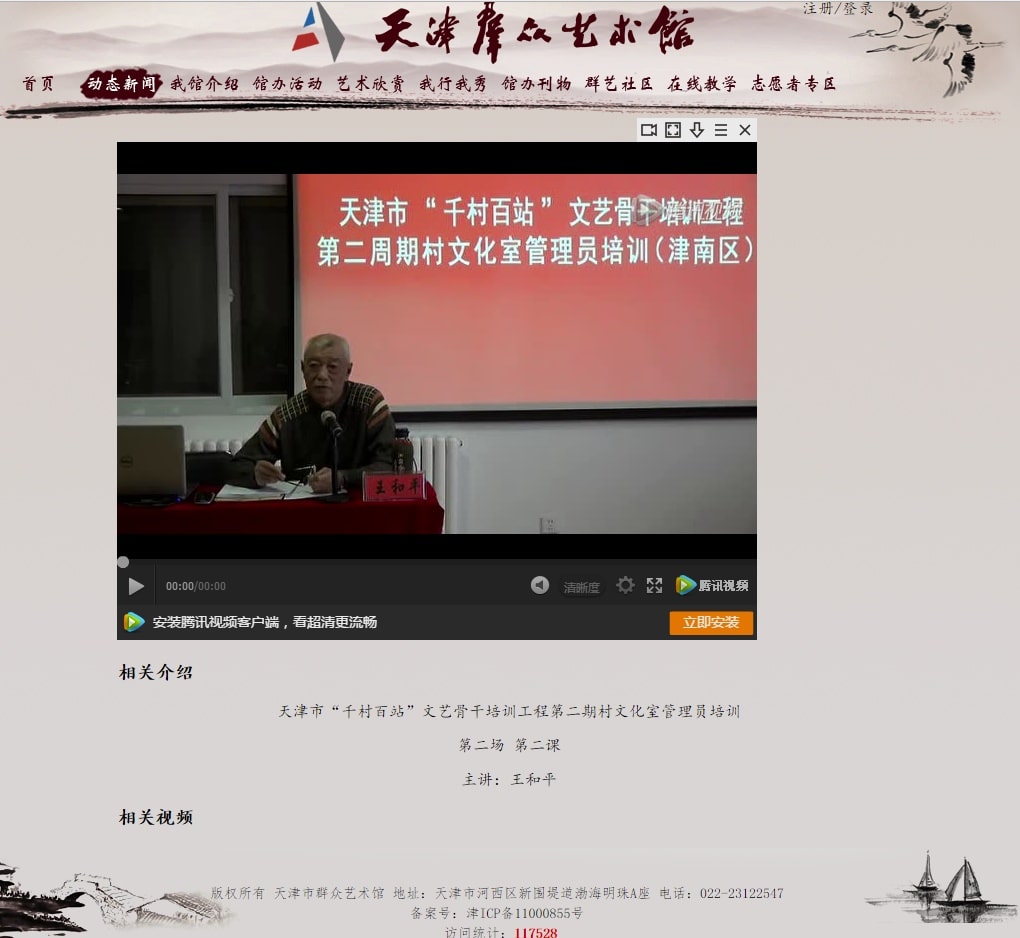 天津群众艺术馆
注册/登录
首页 动态新闻 我馆介绍 馆办活动 艺术欣赏 我行我秀 馆办刊物 群艺社区 在线教学 志愿者专区
天津市“千村百站”文艺骨干培训工程
腾讯视频
第二周期村文化室管理员培训(津南区)
王和平
00:00/00:00
清晰度
腾讯视频
安装腾讯视频客户端，看超清更流畅
立即安装
相关介绍
天津市“千村百站”文艺骨干培训工程第二期村文化室管理员培训
第二场 第二课
主讲：王和平
相关视频
版权所有 天津市群众艺术馆 地址：天津市河西区新围堤道渤海明珠A座 电话：022-23122547
备案号：津ICP备11000855号
访问统计：117528